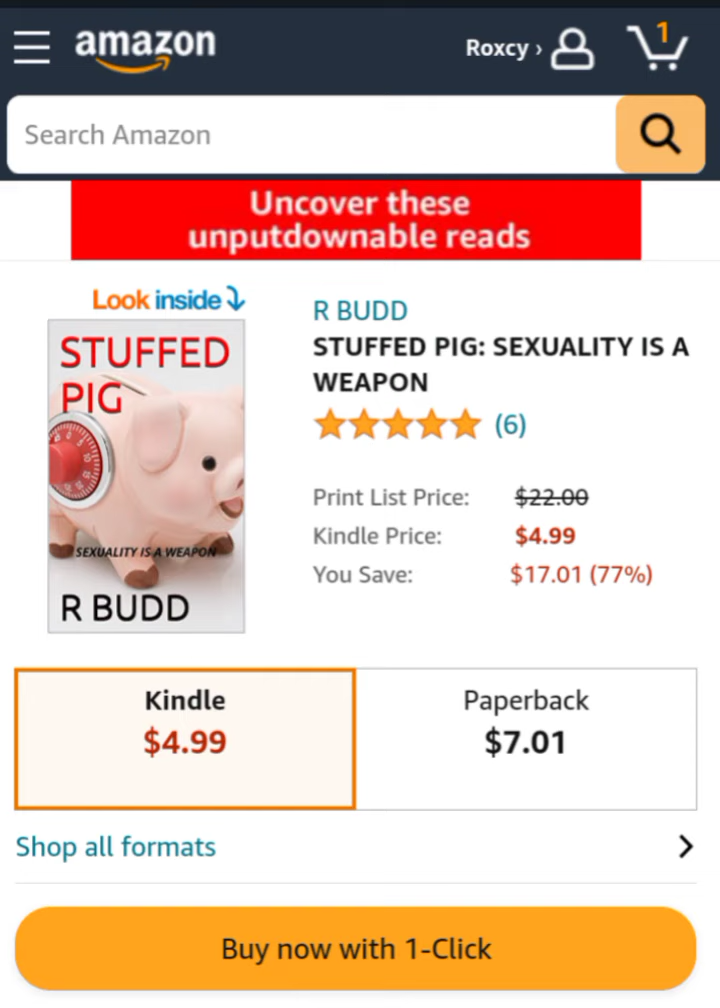 amazon
Roxcy ›
1
Search Amazon
Uncover these
unputdownable reads
Look inside
STUFFED
PIG
SEXUALITY IS A WEAPON
R BUDD
R BUDD
STUFFED PIG: SEXUALITY IS A
WEAPON
(6)
Print List Price: $22.00
Kindle Price: $4.99
You Save: $17.01 (77%)
Kindle
$4.99
Paperback
$7.01
Shop all formats
Buy now with 1-Click